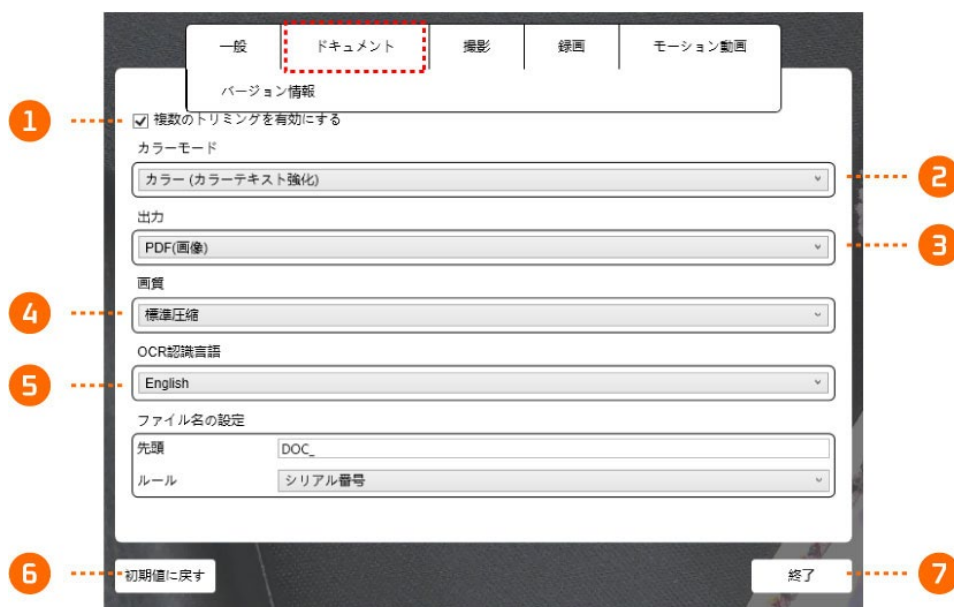 一般 ドキュメント 撮影 録画 モーション動画
バージョン情報
1 複数のトリミングを有効にする
カラーモード
カラー (カラーテキスト強化) 2
出力
PDF(画像) 3
画質
4 標準圧縮
OCR認識言語
5 English
ファイル名の設定
先頭 DOC_
ルール シリアル番号
6 初期値に戻す 終了 7